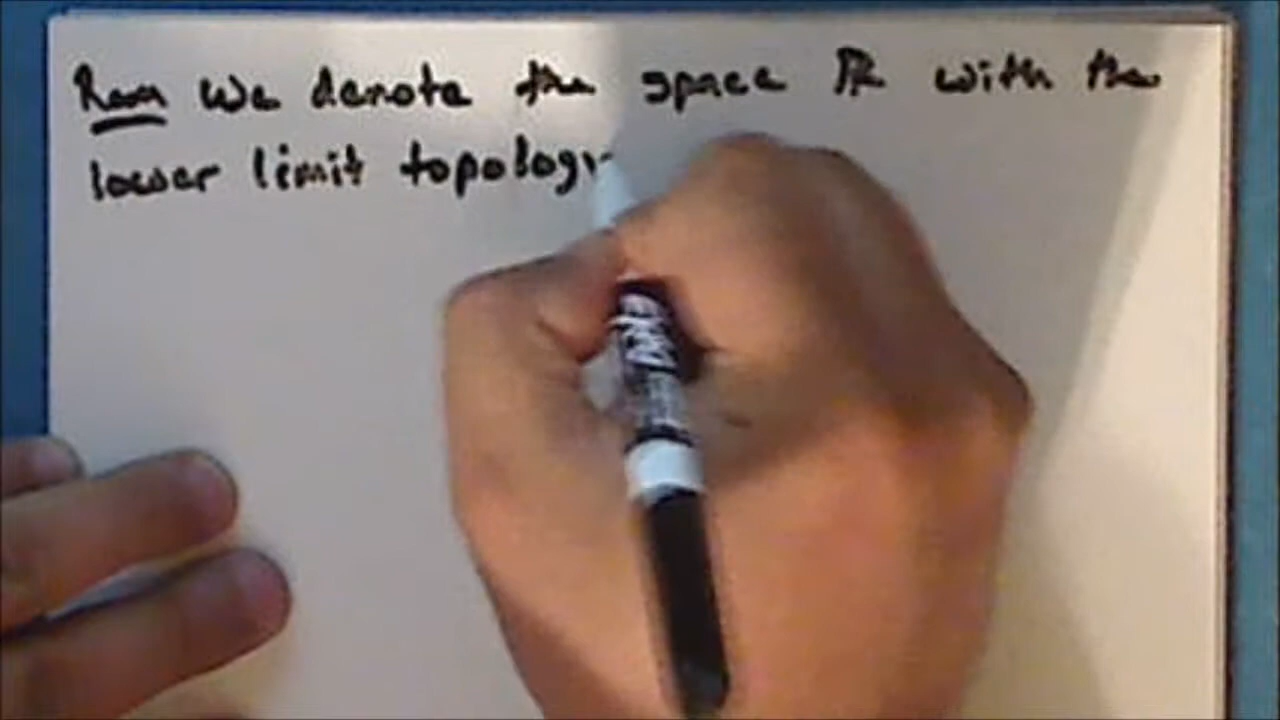 Rem We denote the space ℝ with the
lower limit topology